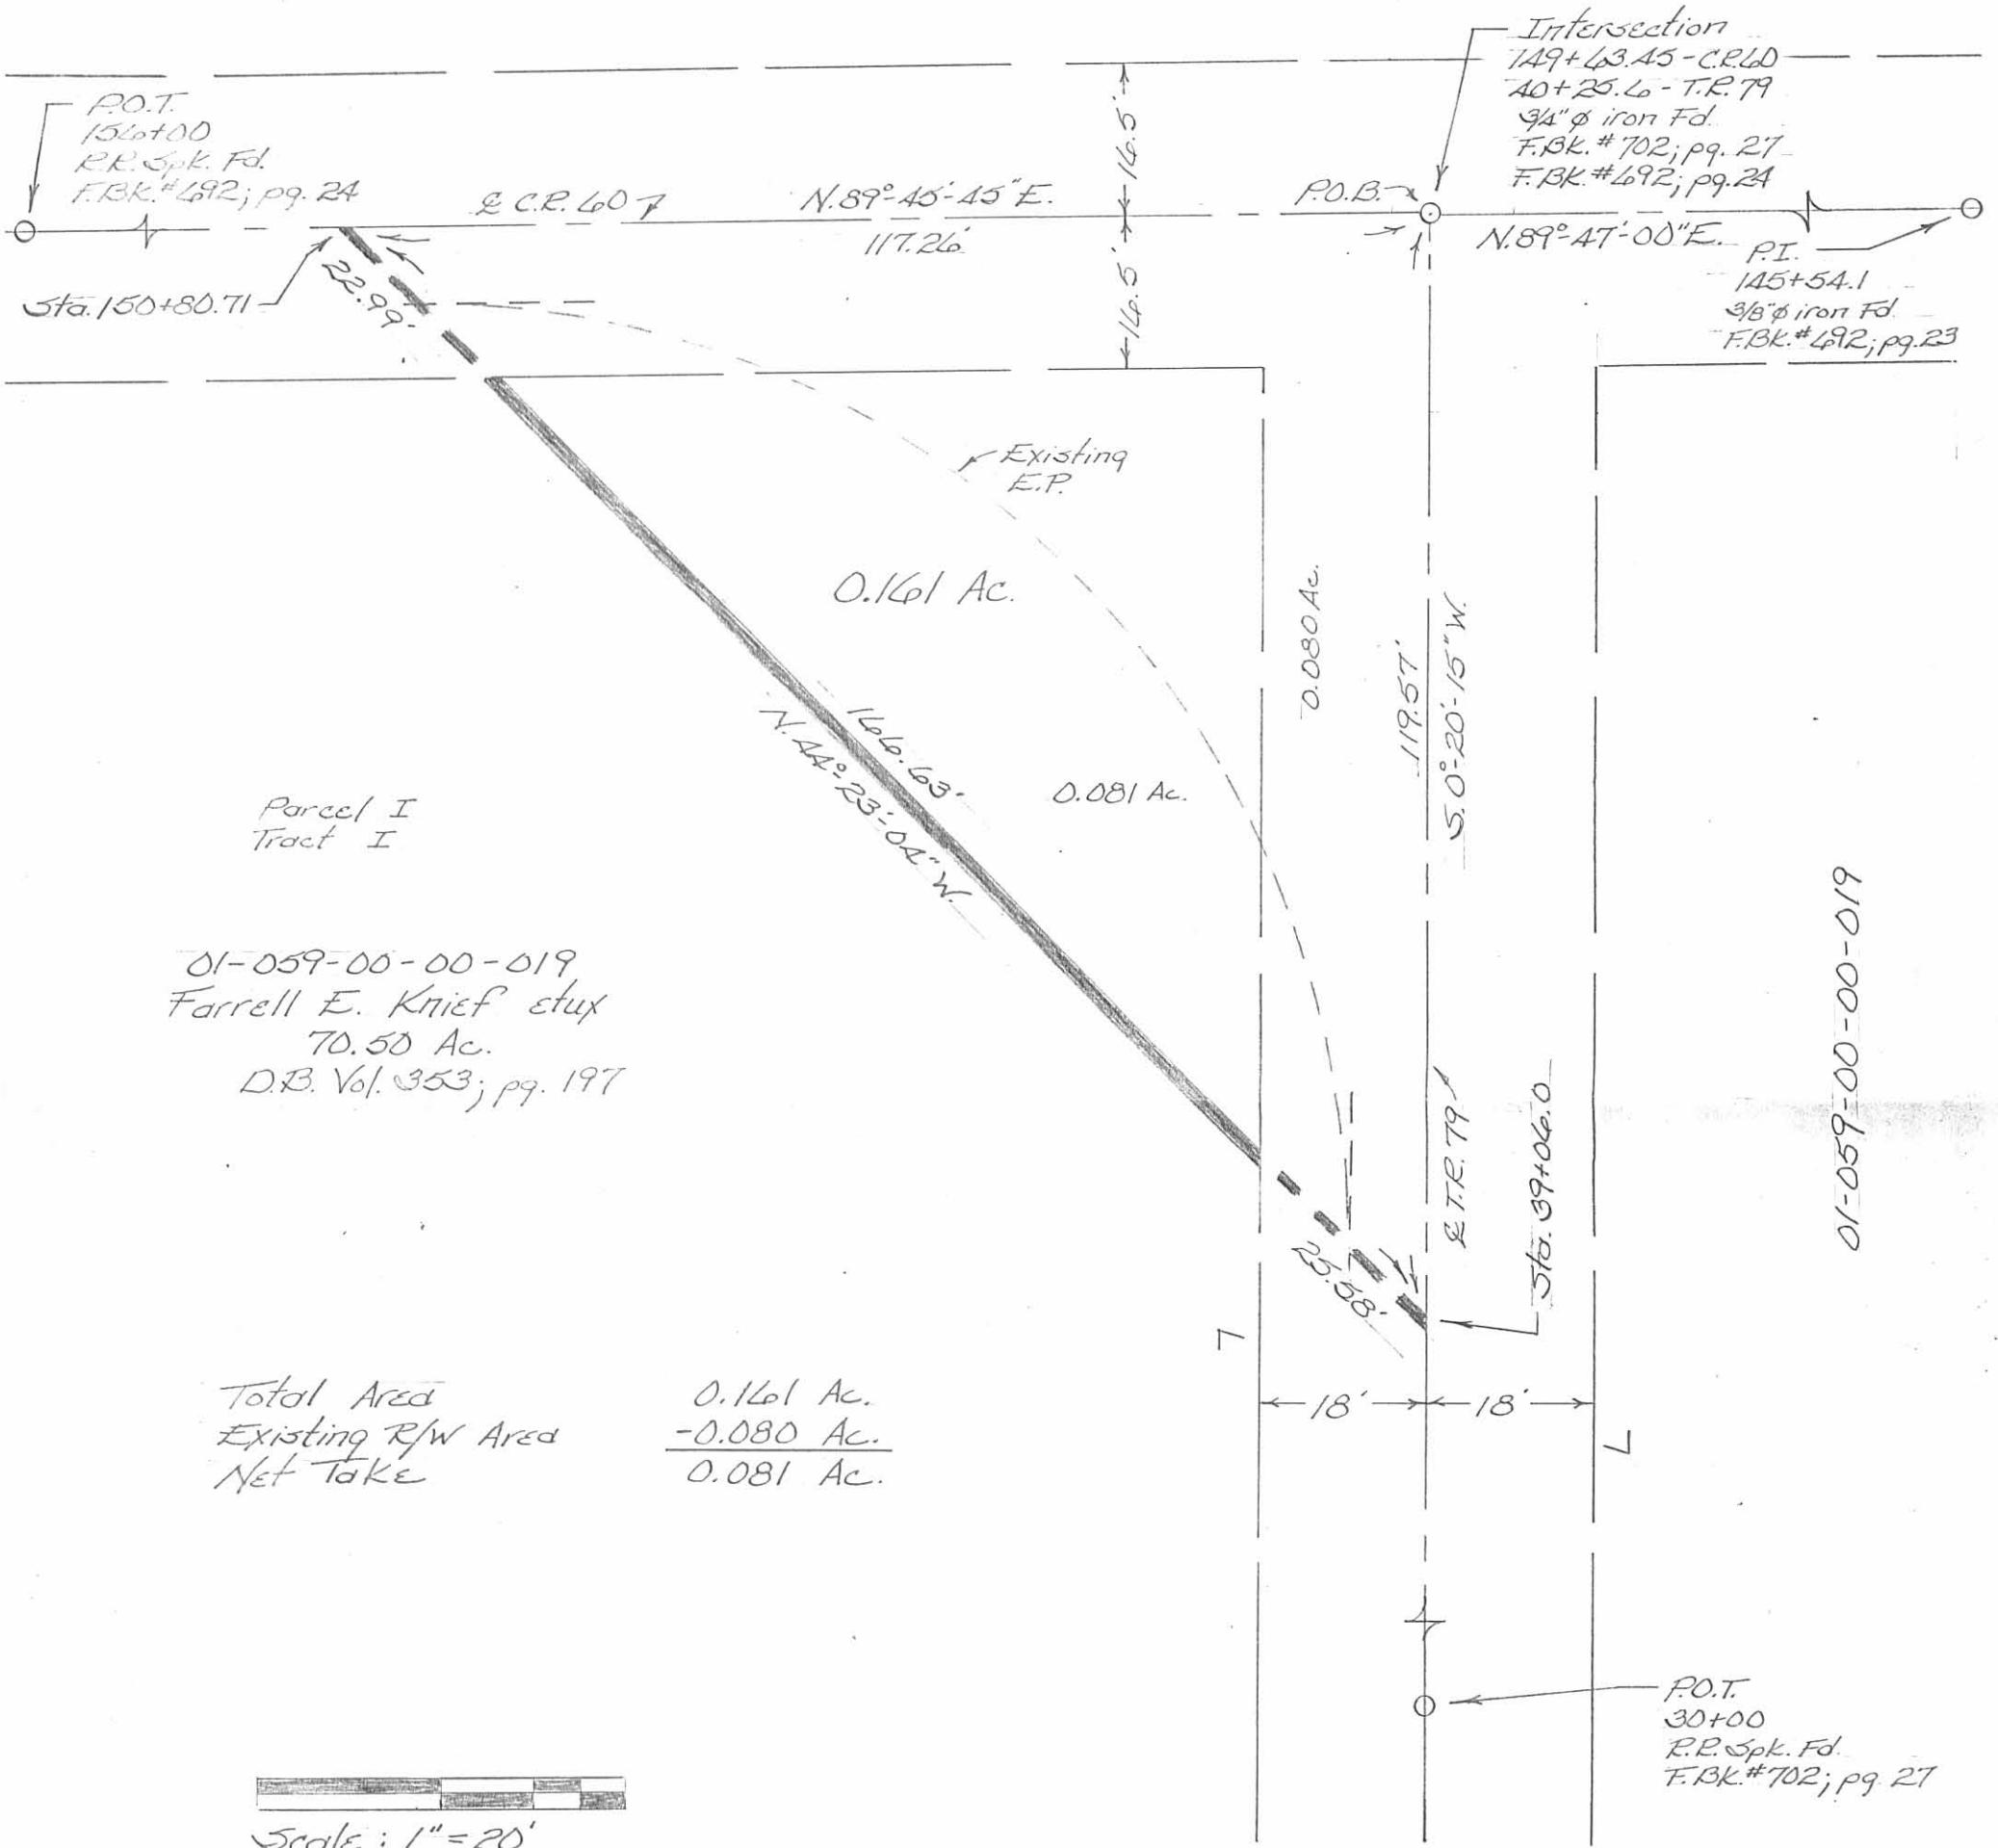 Intersection
149+63.45 - C.R.60
40+25.6 - T.R. 79
3/4" φ iron Fd.
F.BK. # 702; pg. 27
F.BK. # 692; pg. 24
P.O.T.
156+00
R.R. Spk. Fd.
F.BK. # 692; pg. 24
℄ C.R. 60
N.89°-45'-45"E.
117.26'
16.5'
16.5'
P.O.B.
N.89°-47'-00"E.
P.I.
145+54.1
3/8" φ iron Fd.
F.BK. # 692; pg. 23
Sta. 150+80.71
22.99'
Existing
E.P.
0.161 Ac.
0.080 Ac.
119.57'
S.0°-20'-15"W.
166.63'
N.44°-23'-04"W.
0.081 Ac.
Parcel I
Tract I
01-059-00-00-019
Farrell E. Knief etux
70.50 Ac.
D.B. Vol. 353; pg. 197
01-059-00-00-019
℄ T.R. 79
Sta. 39+06.0
25.58'
18'
18'
Total Area 0.161 Ac.
Existing R/W Area -0.080 Ac.
Net Take 0.081 Ac.
P.O.T.
30+00
R.R. Spk. Fd.
F.BK. # 702; pg. 27
Scale: 1" = 20'